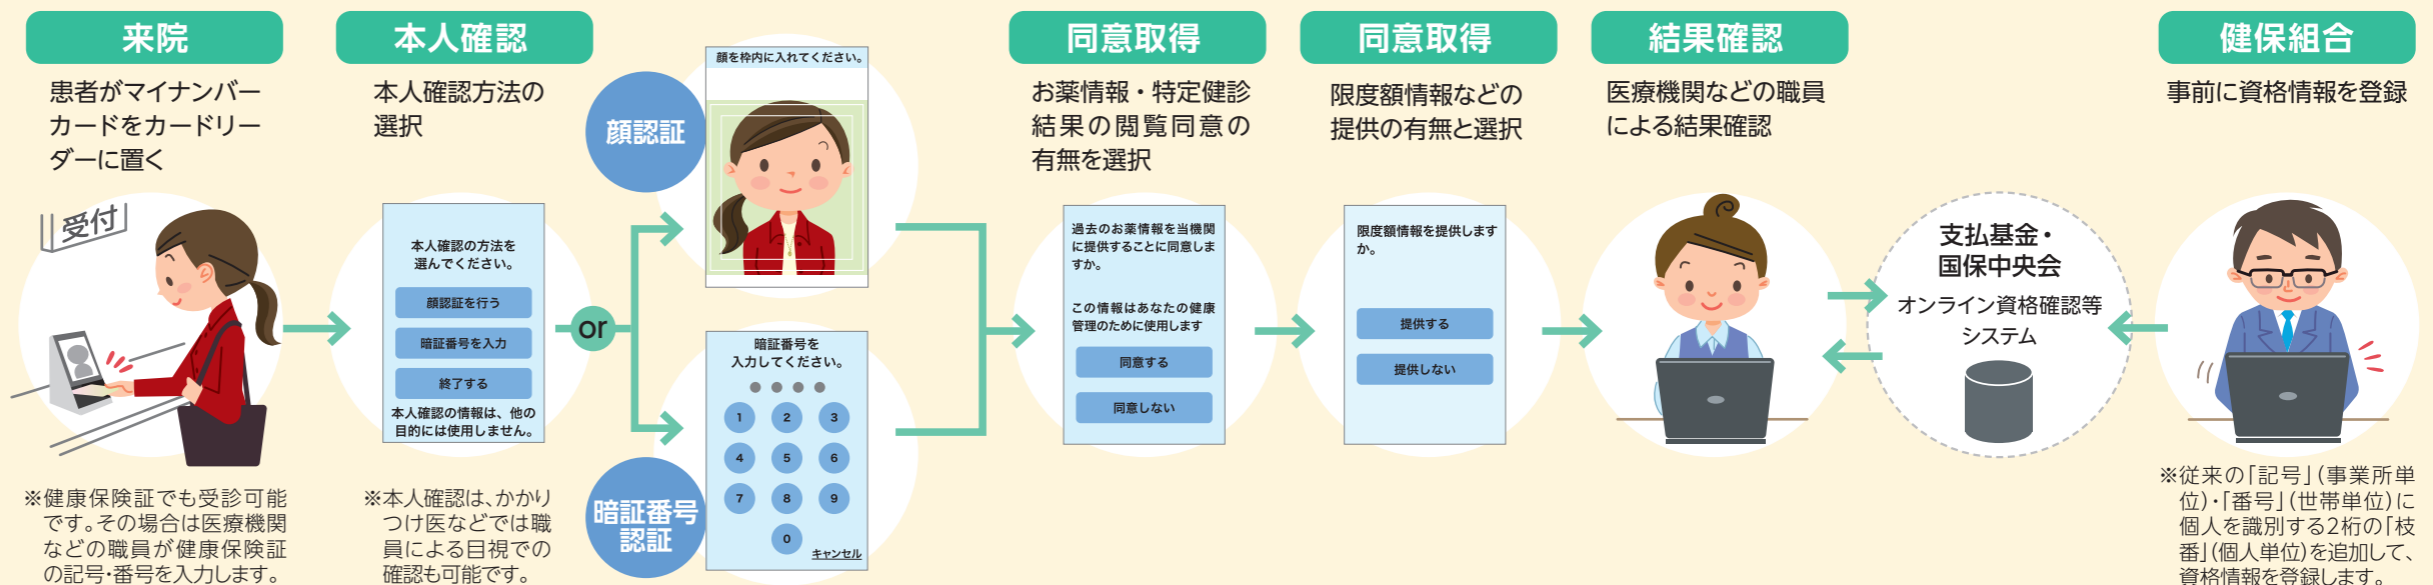 来院
患者がマイナンバー
カードをカードリー
ダーに置く
受付
※健康保険証でも受診可能
です。その場合は医療機関
などの職員が健康保険証
の記号・番号を入力します。
本人確認
本人確認方法の
選択
本人確認の方法を
選んでください。
顔認証を行う
暗証番号を入力
終了する
本人確認の情報は、他の
目的には使用しません。
※本人確認は、かかり
つけ医などでは職
員による目視での
確認も可能です。
or
顔認証
顔を枠内に入れてください。
暗証番号
認証
暗証番号を
入力してください。
1 2 3
4 5 6
7 8 9
0
キャンセル
同意取得
お薬情報・特定健診
結果の閲覧同意の
有無を選択
過去のお薬情報を当機関
に提供することに同意しま
すか。
この情報はあなたの健康
管理のために使用します
同意する
同意しない
同意取得
限度額情報などの
提供の有無と選択
限度額情報を提供します
か。
提供する
提供しない
結果確認
医療機関などの職員
による結果確認
支払基金・
国保中央会
オンライン資格確認等
システム
健保組合
事前に資格情報を登録
※従来の「記号」(事業所単
位)・「番号」(世帯単位)に
個人を識別する2桁の「枝
番」(個人単位)を追加して、
資格情報を登録します。